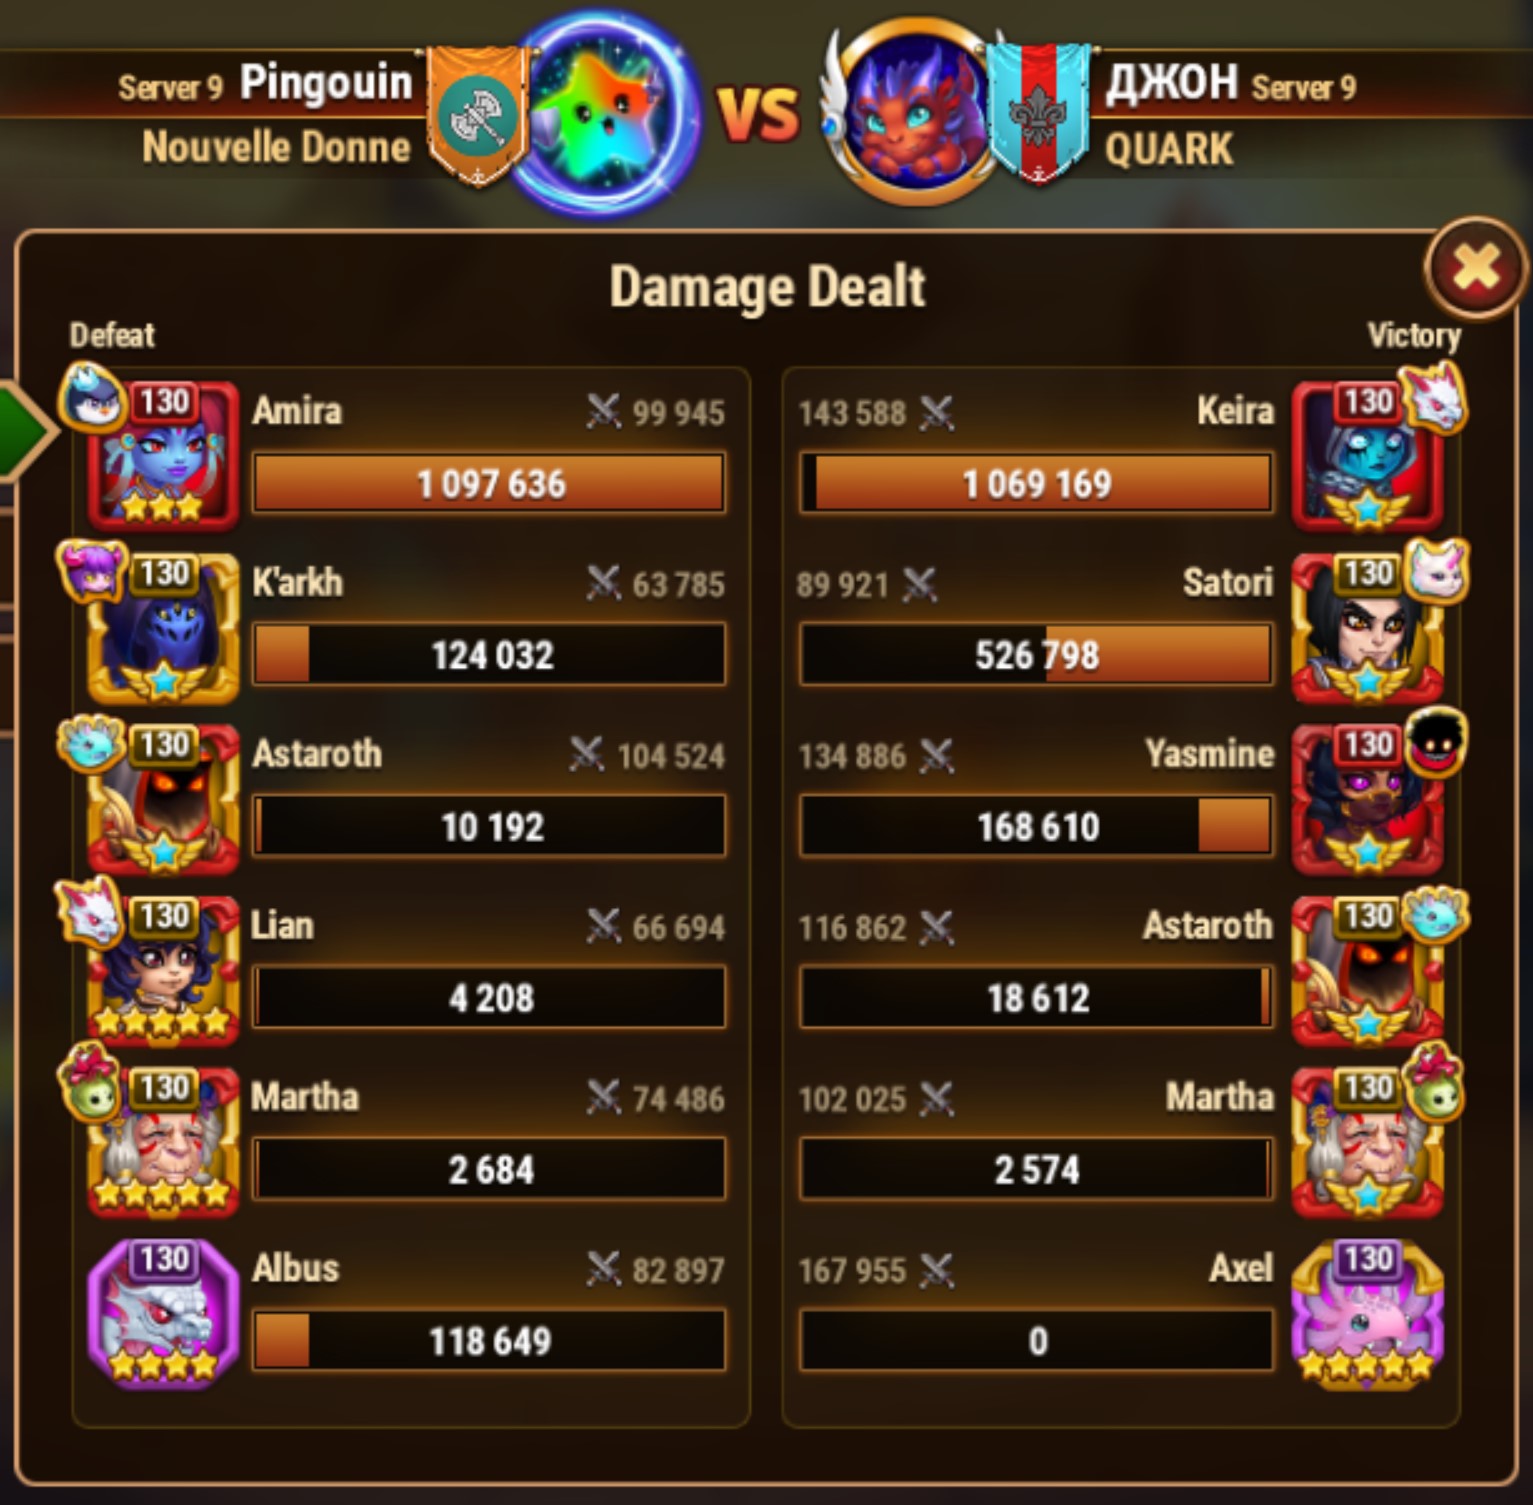 Server 9 Pingouin
Nouvelle Donne
VS
ДЖОН Server 9
QUARK
Damage Dealt
Defeat
Victory
130 Amira 99 945
1 097 636
143 588 Keira 130
1 069 169
130 K'arkh 63 785
124 032
89 921 Satori 130
526 798
130 Astaroth 104 524
10 192
134 886 Yasmine 130
168 610
130 Lian 66 694
4 208
116 862 Astaroth 130
18 612
130 Martha 74 486
2 684
102 025 Martha 130
2 574
130 Albus 82 897
118 649
167 955 Axel 130
0